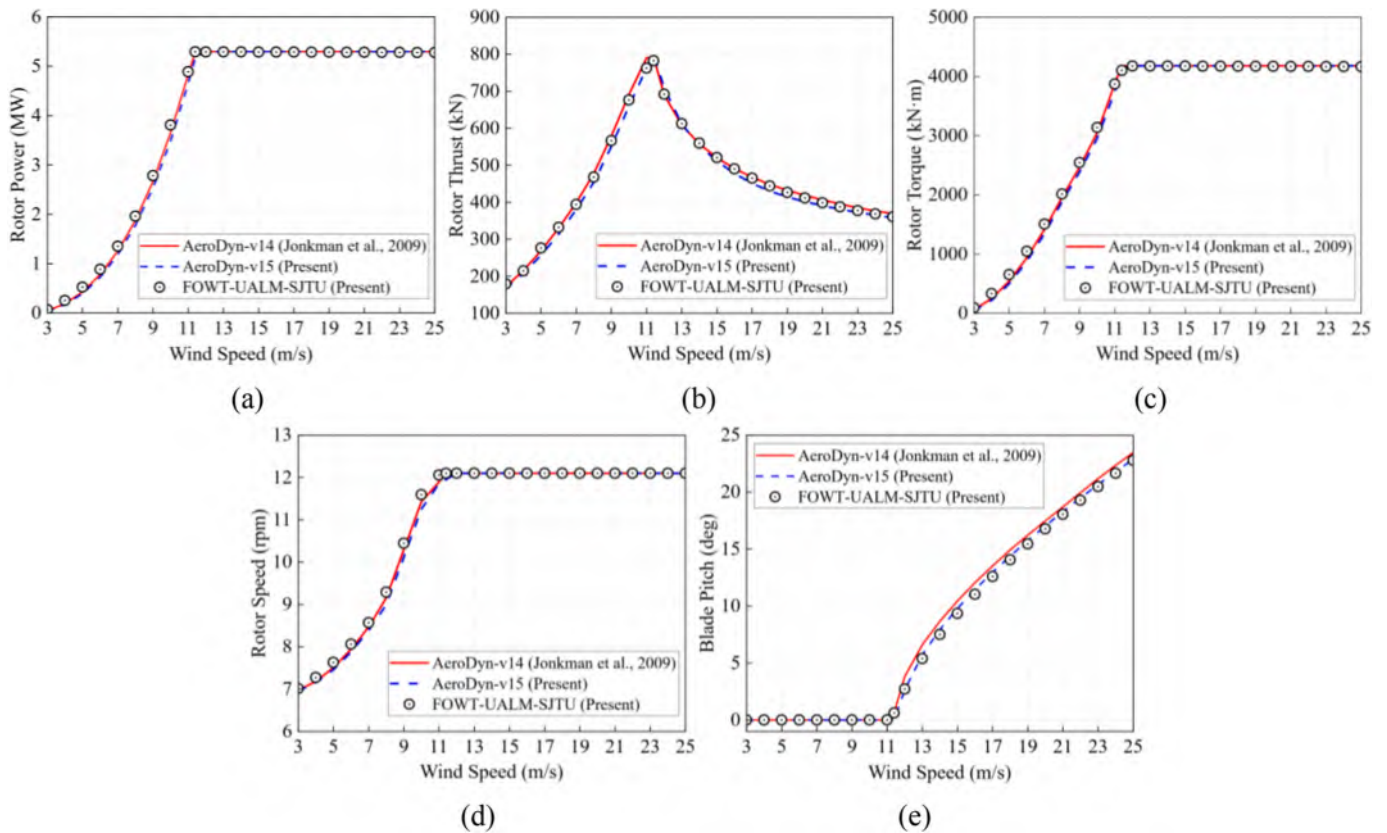 6
5
4
3
2
1
0
Rotor Power (MW)
AeroDyn-v14 (Jonkman et al., 2009)
AeroDyn-v15 (Present)
FOWT-UALM-SJTU (Present)
3 5 7 9 11 13 15 17 19 21 23 25
Wind Speed (m/s)
(a)
900
800
700
600
500
400
300
200
100
Rotor Thrust (kN)
AeroDyn-v14 (Jonkman et al., 2009)
AeroDyn-v15 (Present)
FOWT-UALM-SJTU (Present)
3 5 7 9 11 13 15 17 19 21 23 25
Wind Speed (m/s)
(b)
5000
4000
3000
2000
1000
0
Rotor Torque (kN·m)
AeroDyn-v14 (Jonkman et al., 2009)
AeroDyn-v15 (Present)
FOWT-UALM-SJTU (Present)
3 5 7 9 11 13 15 17 19 21 23 25
Wind Speed (m/s)
(c)
13
12
11
10
9
8
7
6
Rotor Speed (rpm)
AeroDyn-v14 (Jonkman et al., 2009)
AeroDyn-v15 (Present)
FOWT-UALM-SJTU (Present)
3 5 7 9 11 13 15 17 19 21 23 25
Wind Speed (m/s)
(d)
25
20
15
10
5
0
Blade Pitch (deg)
AeroDyn-v14 (Jonkman et al., 2009)
AeroDyn-v15 (Present)
FOWT-UALM-SJTU (Present)
3 5 7 9 11 13 15 17 19 21 23 25
Wind Speed (m/s)
(e)